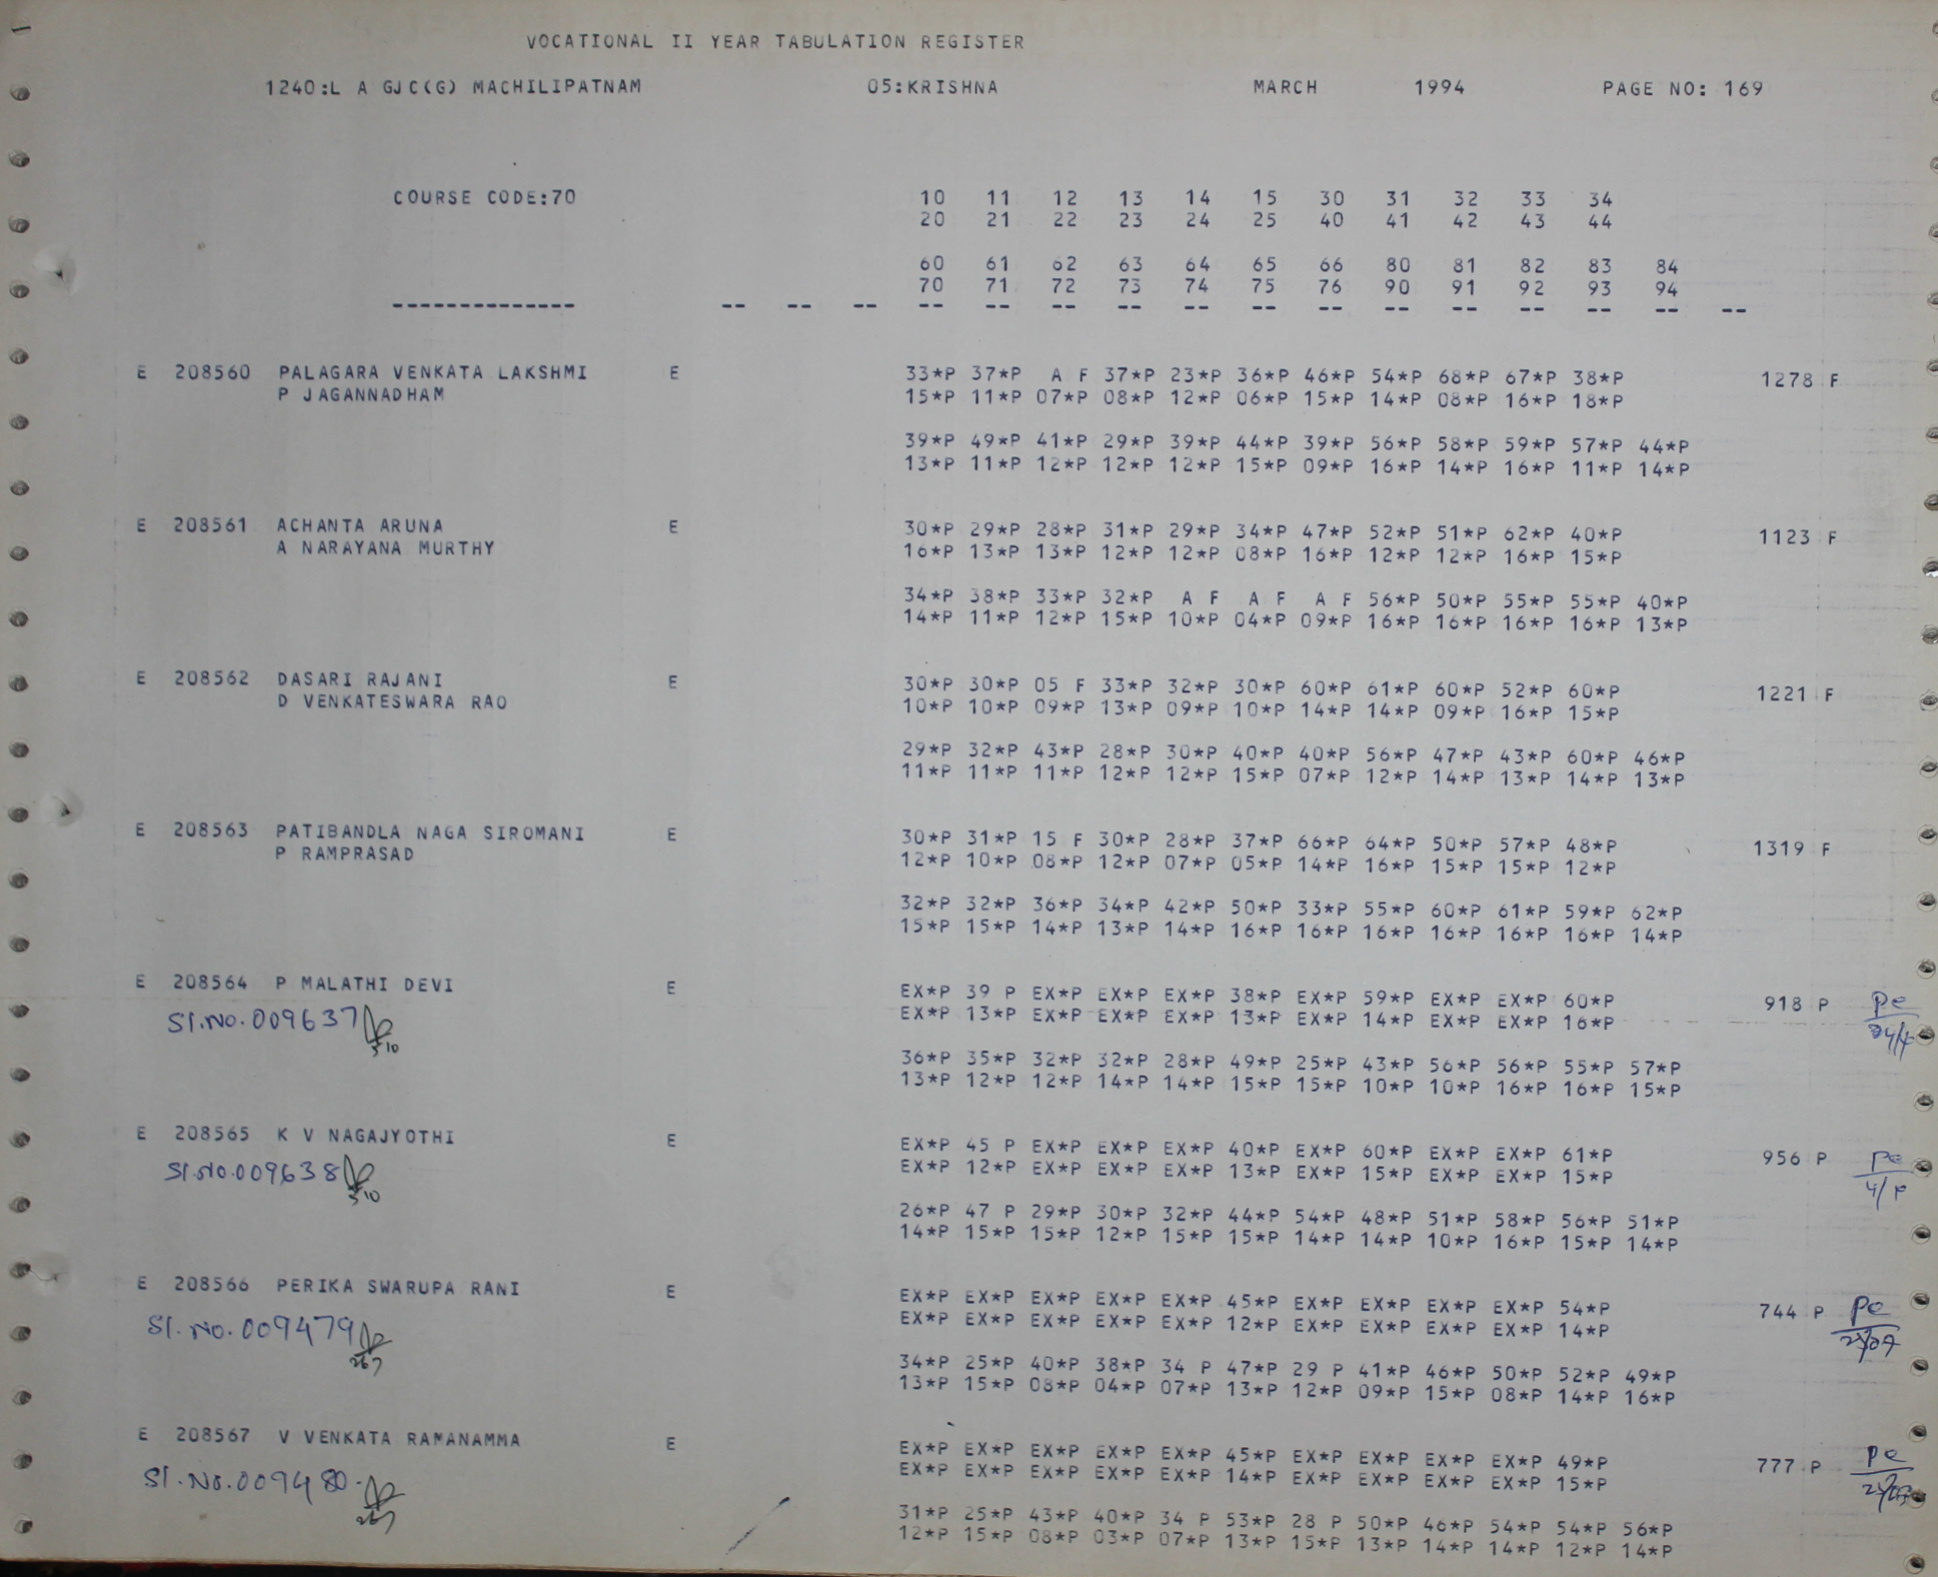 VOCATIONAL II YEAR TABULATION REGISTER
1240:L A GJC(G) MACHILIPATNAM 05:KRISHNA MARCH 1994 PAGE NO: 169
COURSE CODE:70 10 11 12 13 14 15 30 31 32 33 34
20 21 22 23 24 25 40 41 42 43 44
60 61 62 63 64 65 66 80 81 82 83 84
70 71 72 73 74 75 76 90 91 92 93 94
-------------- -- -- -- -- -- -- -- -- -- -- -- -- -- -- -- --
E 208560 PALAGARA VENKATA LAKSHMI E 33*P 37*P A F 37*P 23*P 36*P 46*P 54*P 68*P 67*P 38*P 1278 F
P JAGANNADHAM 15*P 11*P 07*P 08*P 12*P 06*P 15*P 14*P 08*P 16*P 18*P
39*P 49*P 41*P 29*P 39*P 44*P 39*P 56*P 58*P 59*P 57*P 44*P
13*P 11*P 12*P 12*P 12*P 15*P 09*P 16*P 14*P 16*P 11*P 14*P
E 208561 ACHANTA ARUNA E 30*P 29*P 28*P 31*P 29*P 34*P 47*P 52*P 51*P 62*P 40*P 1123 F
A NARAYANA MURTHY 16*P 13*P 13*P 12*P 12*P 08*P 16*P 12*P 12*P 16*P 15*P
34*P 38*P 33*P 32*P A F A F A F 56*P 50*P 55*P 55*P 40*P
14*P 11*P 12*P 15*P 10*P 04*P 09*P 16*P 16*P 16*P 16*P 13*P
E 208562 DASARI RAJANI E 30*P 30*P 05 F 33*P 32*P 30*P 60*P 61*P 60*P 52*P 60*P 1221 F
D VENKATESWARA RAO 10*P 10*P 09*P 13*P 09*P 10*P 14*P 14*P 09*P 16*P 15*P
29*P 32*P 43*P 28*P 30*P 40*P 40*P 56*P 47*P 43*P 60*P 46*P
11*P 11*P 11*P 12*P 12*P 15*P 07*P 12*P 14*P 13*P 14*P 13*P
E 208563 PATIBANDLA NAGA SIROMANI E 30*P 31*P 15 F 30*P 28*P 37*P 66*P 64*P 50*P 57*P 48*P 1319 F
P RAMPRASAD 12*P 10*P 08*P 12*P 07*P 05*P 14*P 16*P 15*P 15*P 12*P
32*P 32*P 36*P 34*P 42*P 50*P 33*P 55*P 60*P 61*P 59*P 62*P
15*P 15*P 14*P 13*P 14*P 16*P 16*P 16*P 16*P 16*P 16*P 14*P
E 208564 P MALATHI DEVI E EX*P 39 P EX*P EX*P EX*P 38*P EX*P 59*P EX*P EX*P 60*P 918 P
Sl.No.009637 EX*P 13*P EX*P EX*P EX*P 13*P EX*P 14*P EX*P EX*P 16*P
36*P 35*P 32*P 32*P 28*P 49*P 25*P 43*P 56*P 56*P 55*P 57*P
13*P 12*P 12*P 14*P 14*P 15*P 15*P 10*P 10*P 16*P 16*P 15*P
E 208565 K V NAGAJYOTHI E EX*P 45 P EX*P EX*P EX*P 40*P EX*P 60*P EX*P EX*P 61*P 956 P
Sl.No.009638 EX*P 12*P EX*P EX*P EX*P 13*P EX*P 15*P EX*P EX*P 15*P
26*P 47 P 29*P 30*P 32*P 44*P 54*P 48*P 51*P 58*P 56*P 51*P
14*P 15*P 15*P 12*P 15*P 15*P 14*P 14*P 10*P 16*P 15*P 14*P
E 208566 PERIKA SWARUPA RANI E EX*P EX*P EX*P EX*P EX*P 45*P EX*P EX*P EX*P EX*P 54*P 744 P
Sl.No.009479 EX*P EX*P EX*P EX*P EX*P 12*P EX*P EX*P EX*P EX*P 14*P
34*P 25*P 40*P 38*P 34 P 47*P 29 P 41*P 46*P 50*P 52*P 49*P
13*P 15*P 08*P 04*P 07*P 13*P 12*P 09*P 15*P 08*P 14*P 16*P
E 208567 V VENKATA RAMANAMMA E EX*P EX*P EX*P EX*P EX*P 45*P EX*P EX*P EX*P EX*P 49*P 777 P
Sl.No.009480 EX*P EX*P EX*P EX*P EX*P 14*P EX*P EX*P EX*P EX*P 15*P
31*P 25*P 43*P 40*P 34 P 53*P 28 P 50*P 46*P 54*P 54*P 56*P
12*P 15*P 08*P 03*P 07*P 13*P 15*P 13*P 14*P 14*P 12*P 14*P